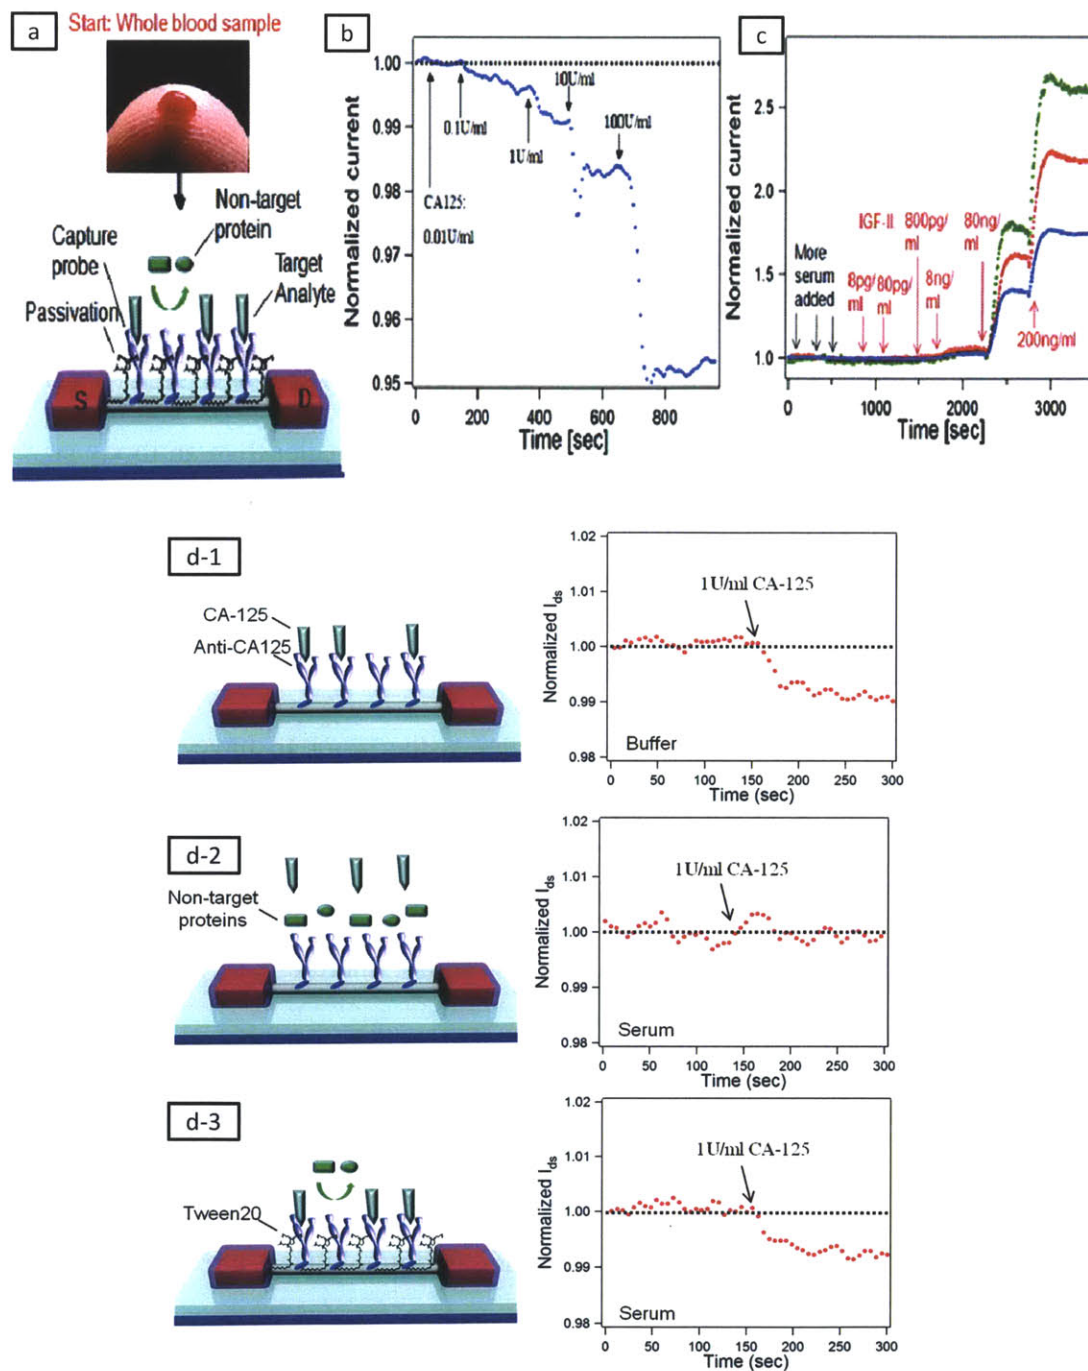 a
Start: Whole blood sample
Non-target
protein
Capture
probe
Target
Analyte
Passivation
S
D
b
Normalized current
1.00
0.99
0.98
0.97
0.96
0.95
0.1U/ml
1U/ml
10U/ml
100U/ml
CA125:
0.01U/ml
0
200
400
600
800
Time [sec]
c
Normalized current
2.5
2.0
1.5
1.0
More
serum
added
IGF-II
8pg/
ml
80pg/
ml
800pg/
ml
8ng/
ml
80ng/
ml
200ng/ml
0
1000
2000
3000
Time [sec]
d-1
CA-125
Anti-CA125
Normalized Ids
1.02
1.01
1.00
0.99
0.98
1U/ml CA-125
Buffer
0
50
100
150
200
250
300
Time (sec)
d-2
Non-target
proteins
Normalized Ids
1.02
1.01
1.00
0.99
0.98
1U/ml CA-125
Serum
0
50
100
150
200
250
300
Time (sec)
d-3
Tween20
Normalized Ids
1.02
1.01
1.00
0.99
0.98
1U/ml CA-125
Serum
0
50
100
150
200
250
300
Time (sec)